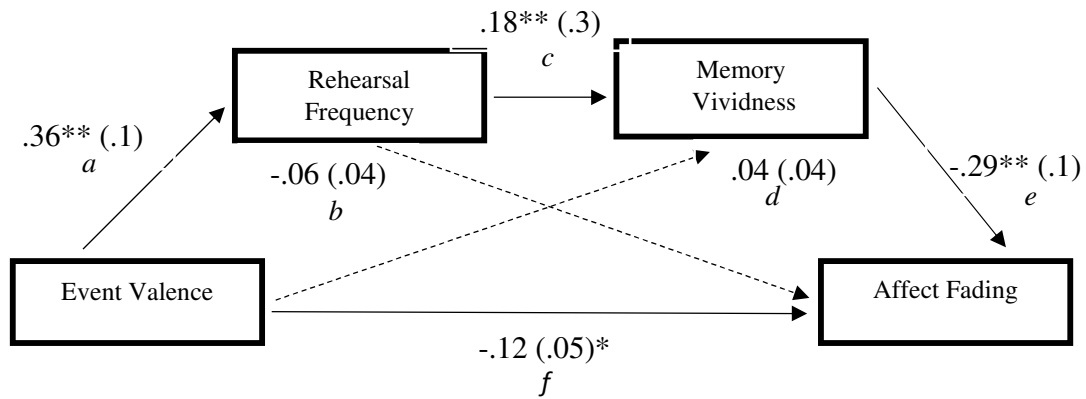 .18** (.3)
c
Rehearsal
Frequency
Memory
Vividness
.36** (.1)
a
-.06 (.04)
b
.04 (.04)
d
-.29** (.1)
e
Event Valence
Affect Fading
-.12 (.05)*
f